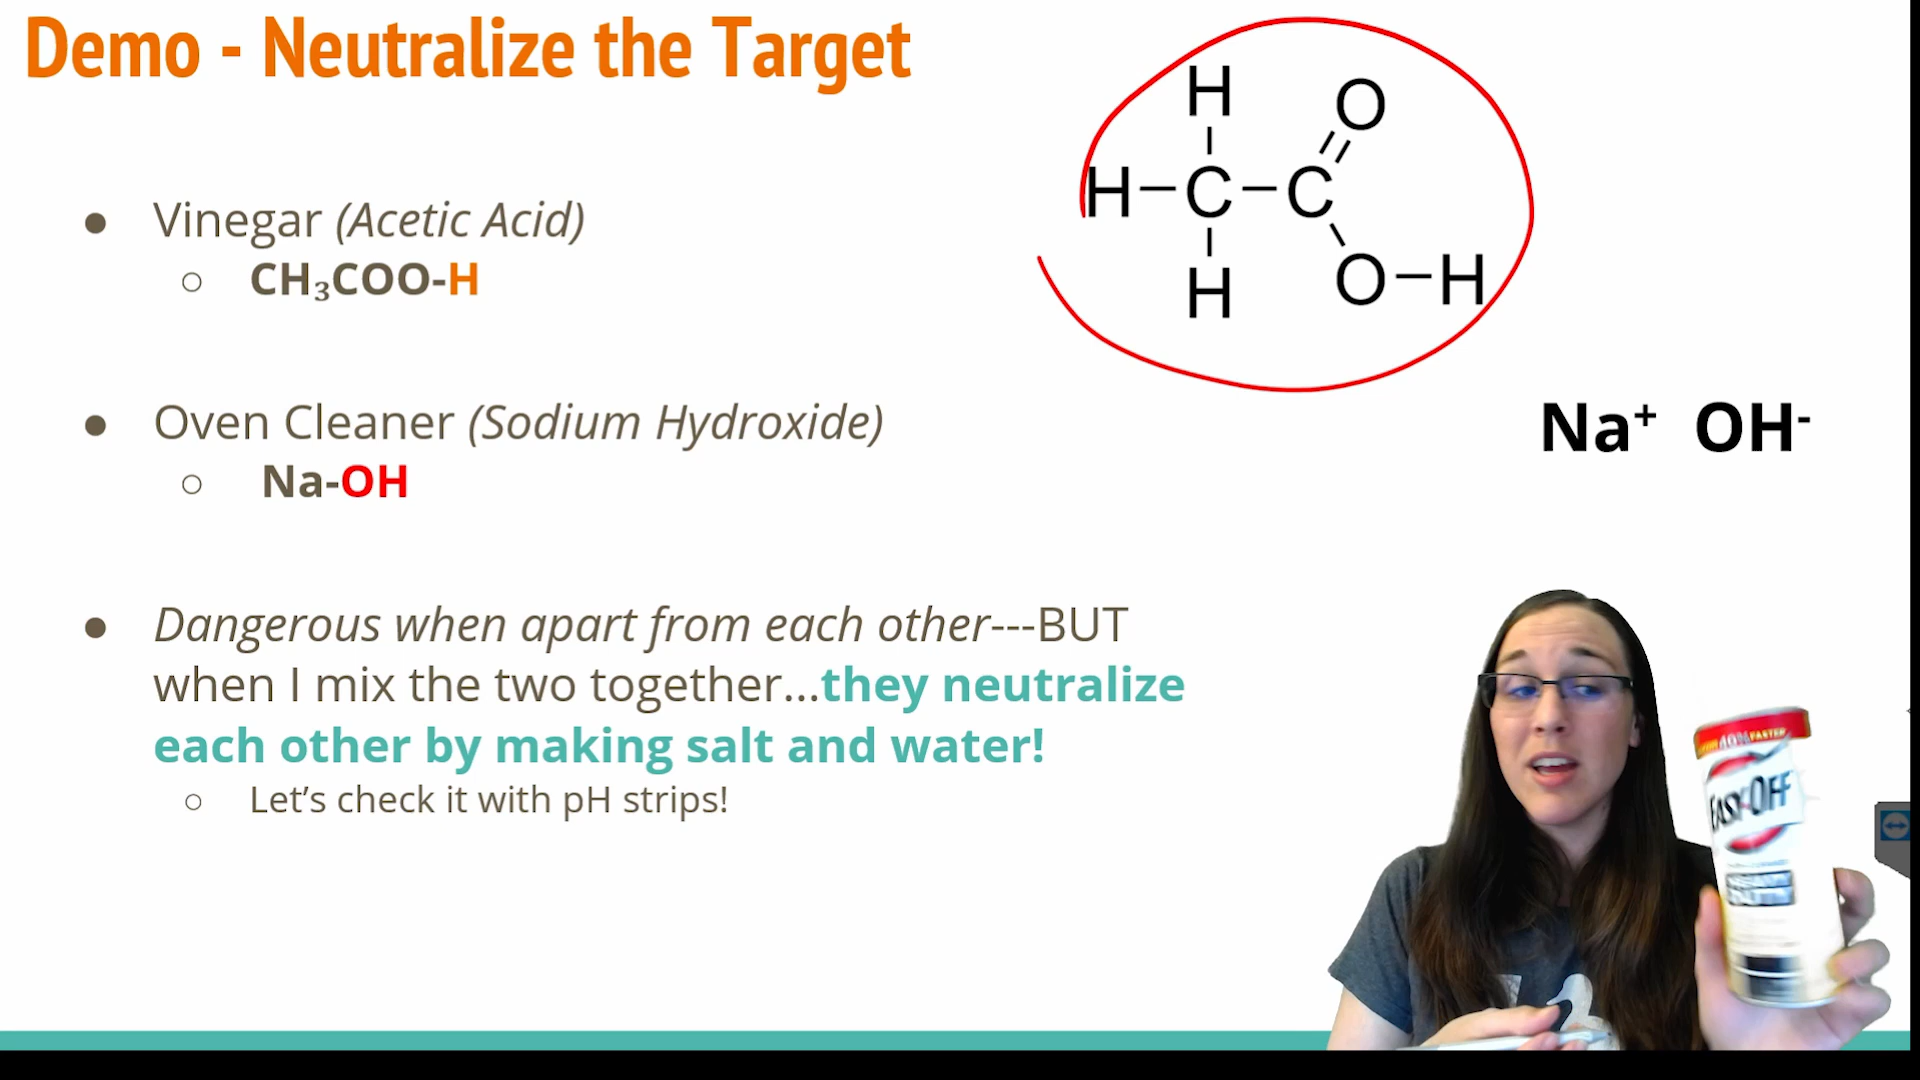 Demo - Neutralize the Target
● Vinegar (Acetic Acid)
○ CH₃COO-H
● Oven Cleaner (Sodium Hydroxide)
○ Na-OH
● Dangerous when apart from each other---BUT
when I mix the two together...they neutralize
each other by making salt and water!
○ Let’s check it with pH strips!
H
O
H–C–C
H
O–H
Na⁺ OH⁻
FASTER
EASY-OFF